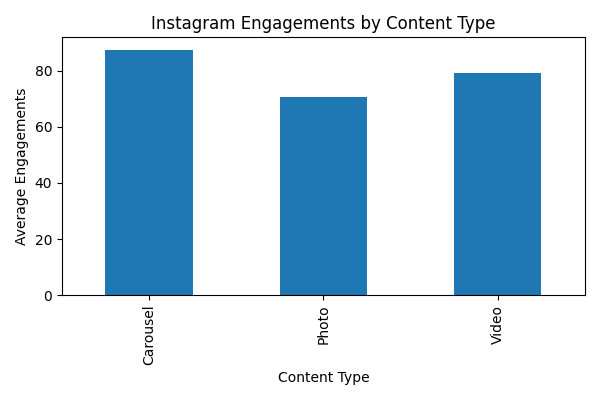 Instagram Engagements by Content Type
Average Engagements
80
60
40
20
0
Carousel
Photo
Video
Content Type